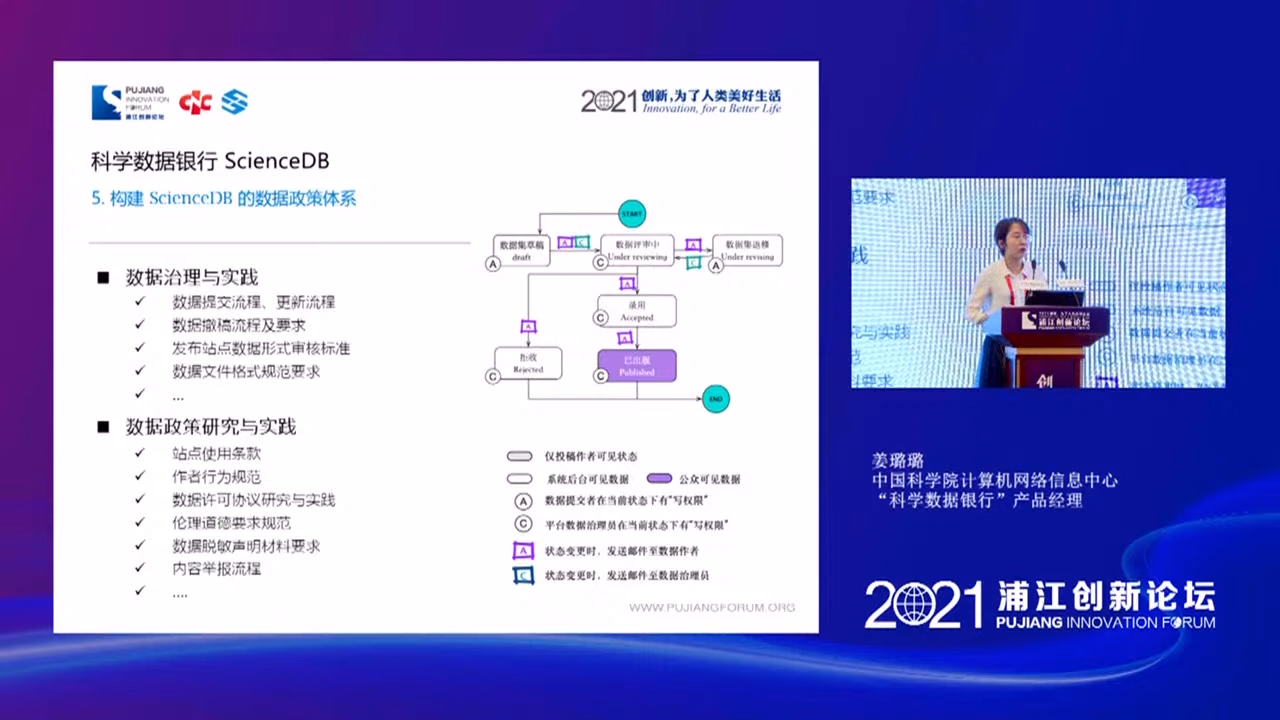 PUJIANG
INNOVATION
FORUM
浦江创新论坛
CNC
2021 创新,为了人类美好生活
Innovation, for a Better Life
科学数据银行 ScienceDB
5. 构建 ScienceDB 的数据政策体系
■ 数据治理与实践
✓ 数据提交流程、更新流程
✓ 数据撤稿流程及要求
✓ 发布站点数据形式审核标准
✓ 数据文件格式规范要求
✓ ...
■ 数据政策研究与实践
✓ 站点使用条款
✓ 作者行为规范
✓ 数据许可协议研究与实践
✓ 伦理道德要求规范
✓ 数据脱敏声明材料要求
✓ 内容举报流程
✓ ....
START
数据集草稿
draft
A
A C
数据评审中
Under reviewing
C
A
C
数据集返修
Under revising
A
A
录用
Accepted
C
A
A
拒收
Rejected
C
已出版
Published
C
END
仅投稿作者可见状态
系统后台可见数据
公众可见数据
A 数据提交者在当前状态下有“写权限”
C 平台数据治理员在当前状态下有“写权限”
A 状态变更时，发送邮件至数据作者
C 状态变更时，发送邮件至数据治理员
WWW.PUJIANGFORUM.ORG
浦江创新论坛
创
姜璐璐
中国科学院计算机网络信息中心
“科学数据银行”产品经理
2021 浦江创新论坛
PUJIANG INNOVATION FORUM